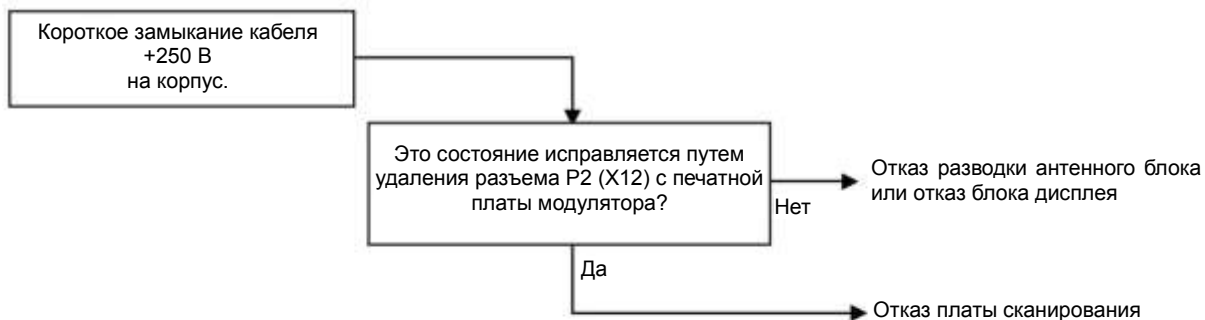 Короткое замыкание кабеля
+250 В
на корпус.
Это состояние исправляется путем
удаления разъема P2 (X12) с печатной
платы модулятора?
Отказ разводки антенного блока
или отказ блока дисплея
Нет
Да
Отказ платы сканирования